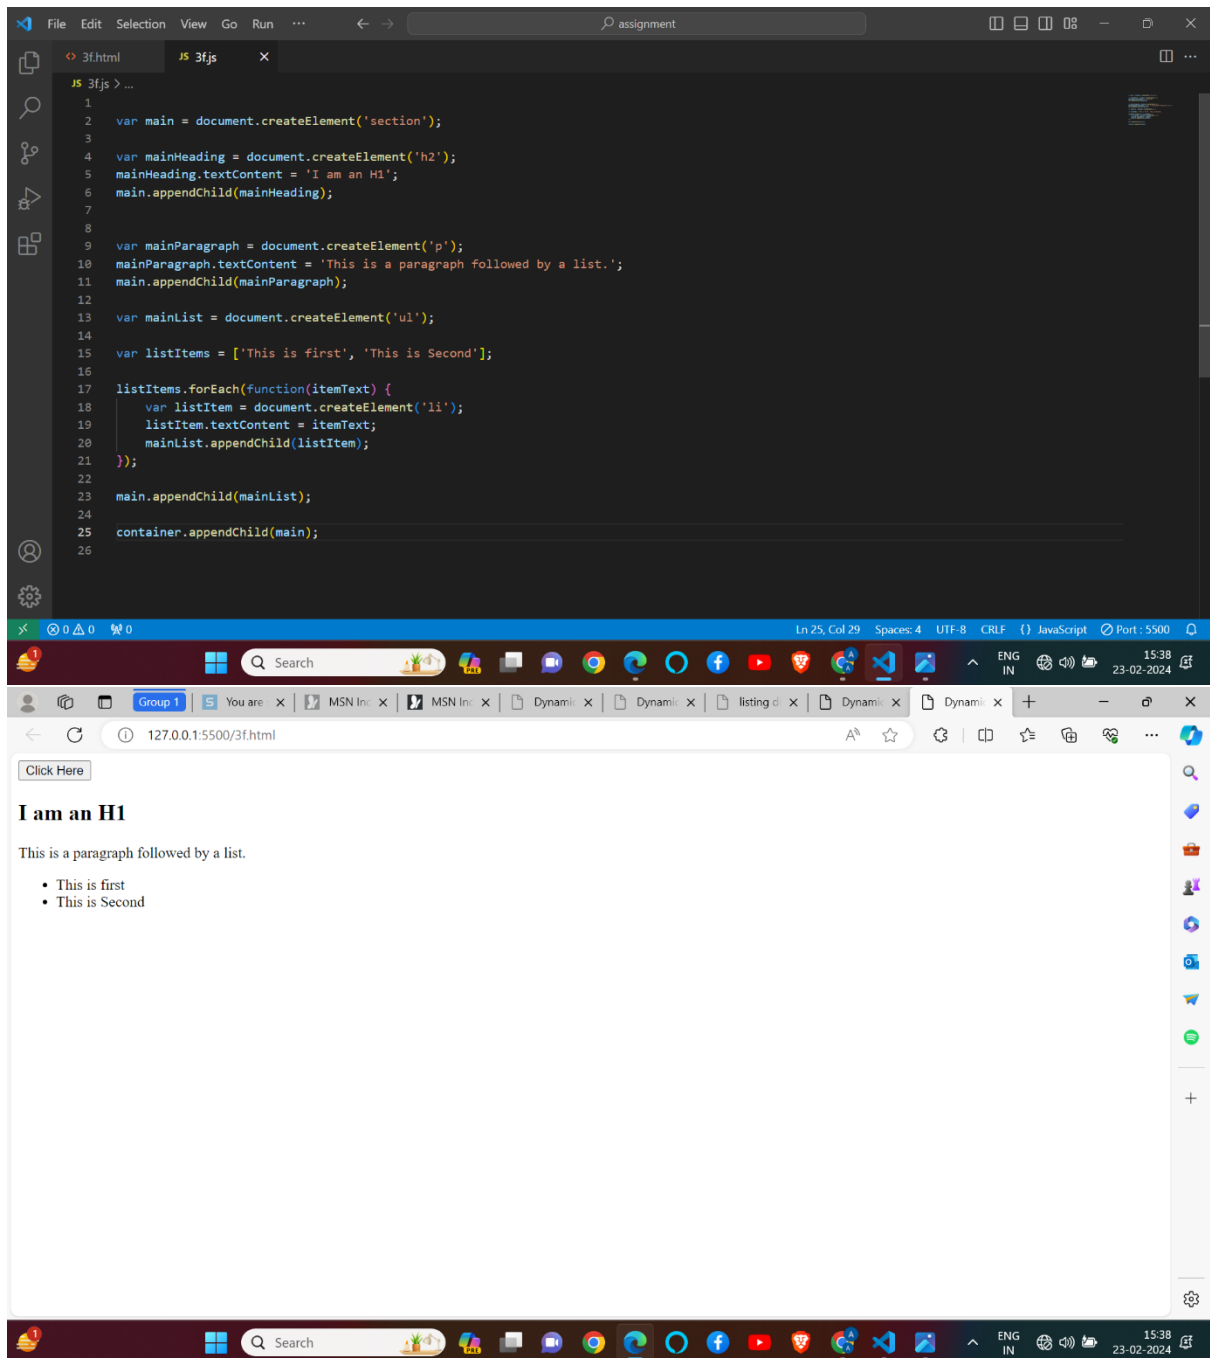 File Edit Selection View Go Run ··· assignment
3f.html JS 3f.js
JS 3f.js > ...
1
2 var main = document.createElement('section');
3
4 var mainHeading = document.createElement('h2');
5 mainHeading.textContent = 'I am an H1';
6 main.appendChild(mainHeading);
7
8
9 var mainParagraph = document.createElement('p');
10 mainParagraph.textContent = 'This is a paragraph followed by a list.';
11 main.appendChild(mainParagraph);
12
13 var mainList = document.createElement('ul');
14
15 var listItems = ['This is first', 'This is Second'];
16
17 listItems.forEach(function(itemText) {
18 var listItem = document.createElement('li');
19 listItem.textContent = itemText;
20 mainList.appendChild(listItem);
21 });
22
23 main.appendChild(mainList);
24
25 container.appendChild(main);
26
0 0 0 Ln 25, Col 29 Spaces: 4 UTF-8 CRLF {} JavaScript Port : 5500
1 Search PRE ENG IN 15:38 23-02-2024
Group 1 You are MSN Inc MSN Inc Dynamic Dynamic listing d Dynamic Dynamic
127.0.0.1:5500/3f.html
Click Here
I am an H1
This is a paragraph followed by a list.
• This is first
• This is Second
1 Search PRE ENG IN 15:38 23-02-2024